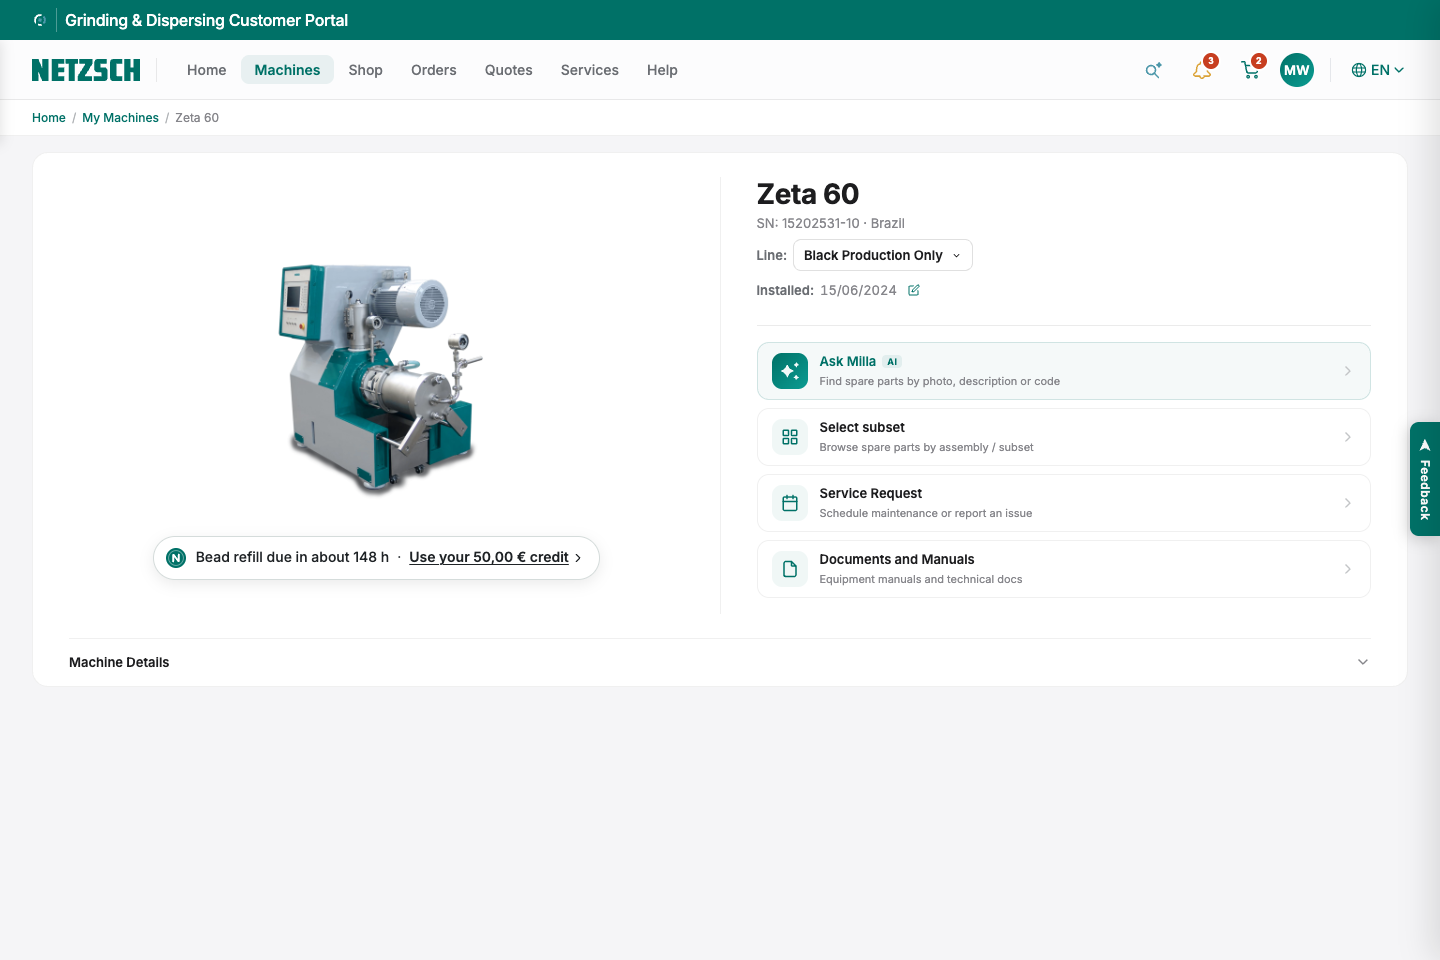 Grinding & Dispersing Customer Portal
NETZSCH
Home
Machines
Shop
Orders
Quotes
Services
Help
3
2
MW
EN
Home / My Machines / Zeta 60
Zeta 60
SN: 15202531-10 · Brazil
Line: Black Production Only
Installed: 15/06/2024
Ask Milla AI
Find spare parts by photo, description or code
Select subset
Browse spare parts by assembly / subset
Service Request
Schedule maintenance or report an issue
Documents and Manuals
Equipment manuals and technical docs
N Bead refill due in about 148 h · Use your 50,00 € credit
Machine Details
Feedback